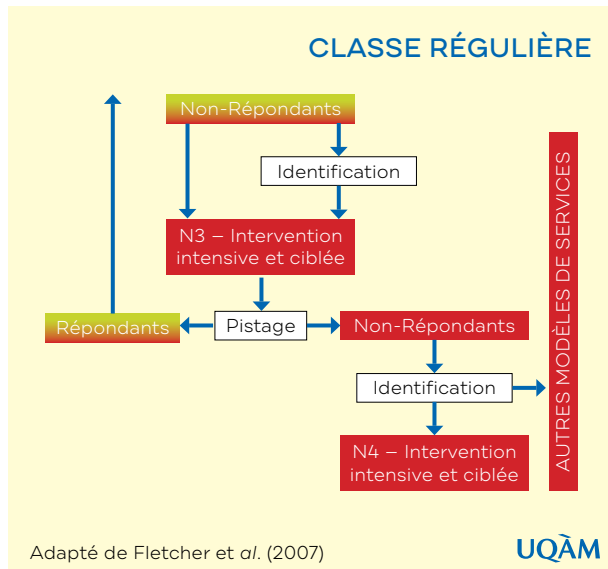 CLASSE RÉGULIÈRE
Non-Répondants
Identification
N3 – Intervention
intensive et ciblée
Répondants
Pistage
Non-Répondants
Identification
N4 – Intervention
intensive et ciblée
AUTRES MODÈLES DE SERVICES
Adapté de Fletcher et al. (2007)
UQÀM